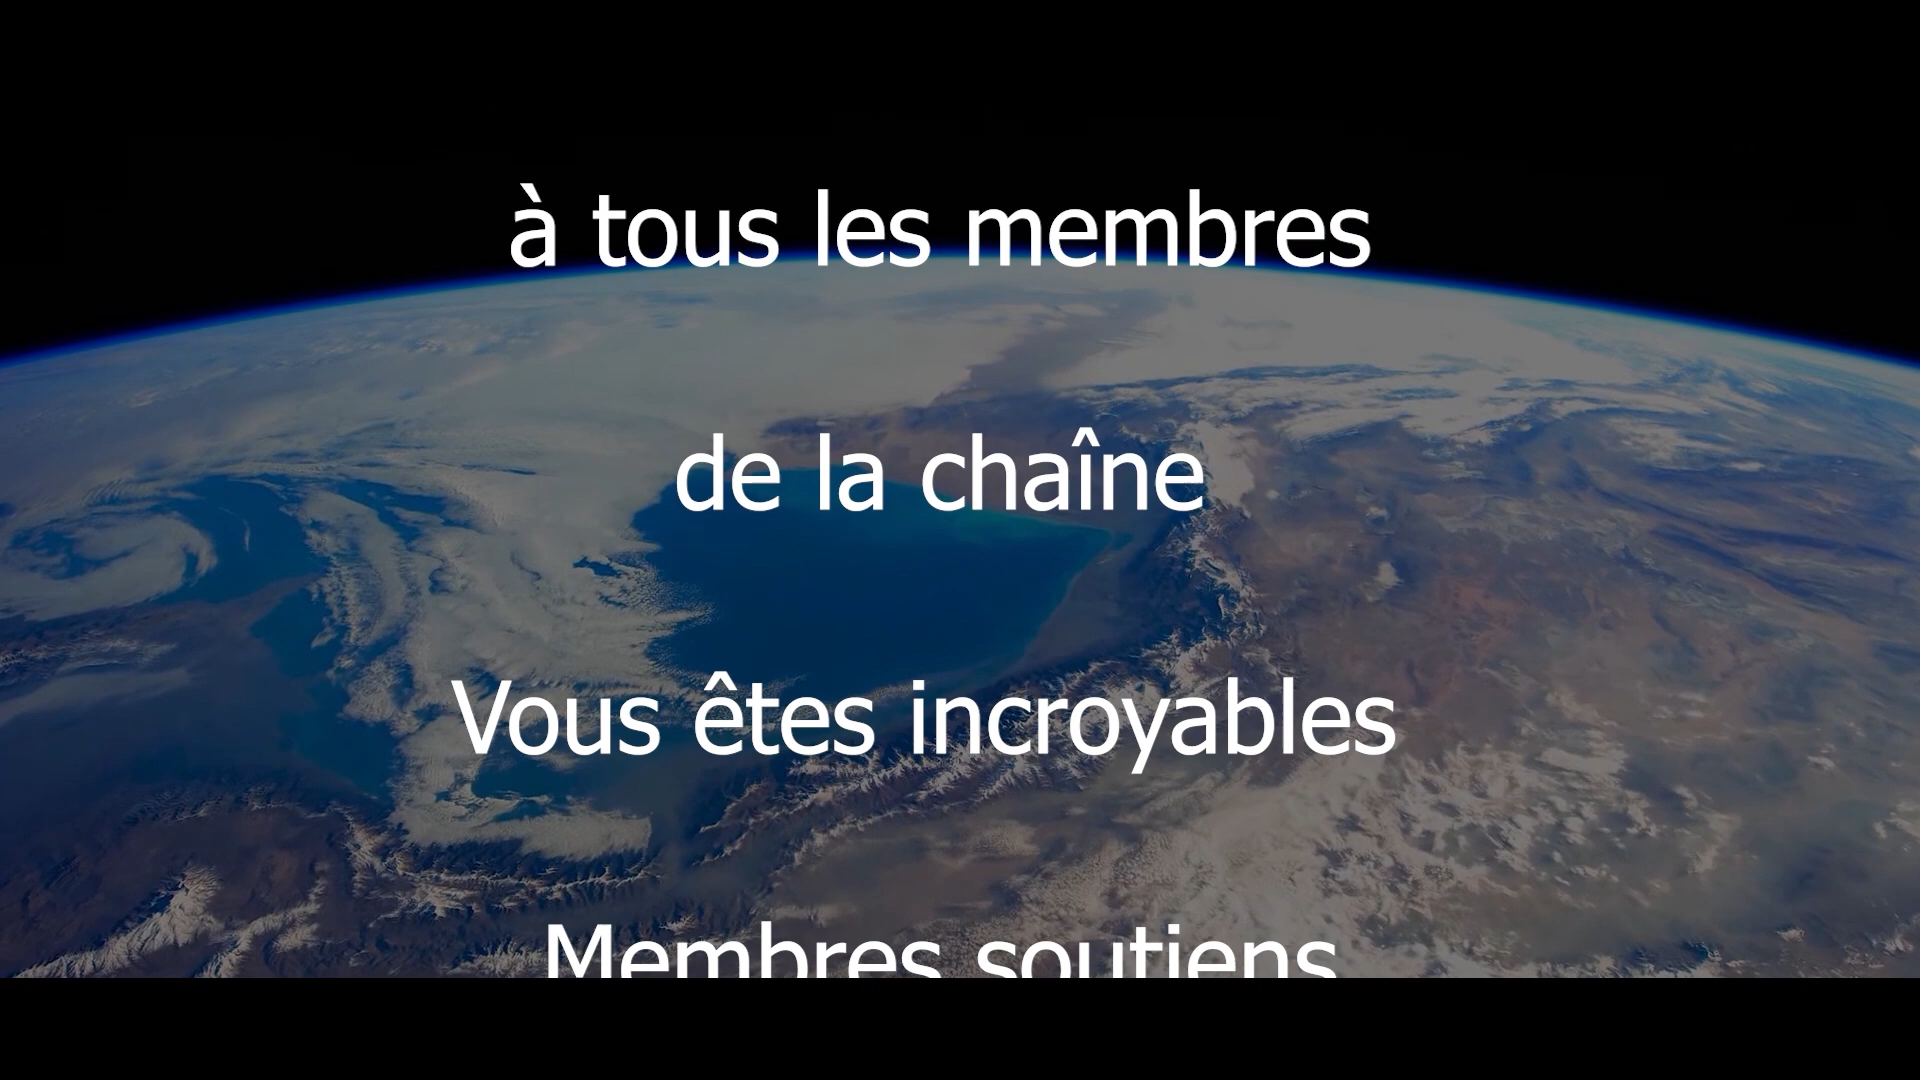 à tous les membres
de la chaîne
Vous êtes incroyables
Membres soutiens